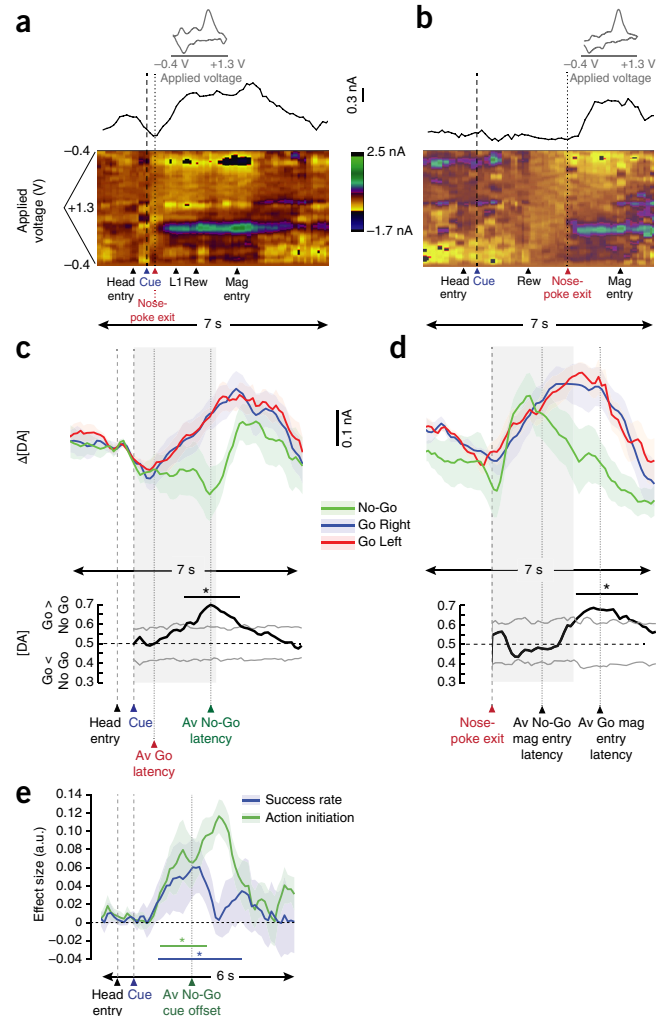 a
b
−0.4 V +1.3 V
Applied voltage
−0.4 V +1.3 V
Applied voltage
0.3 nA
−0.4
+1.3
−0.4
Applied voltage (V)
2.5 nA
−1.7 nA
Head entry
Cue
Nose-poke exit
L1
Rew
Mag entry
7 s
Head entry
Cue
Rew
Nose-poke exit
Mag entry
7 s
c
d
Δ[DA]
0.1 nA
No-Go
Go Right
Go Left
7 s
7 s
[DA]
Go > No Go
Go < No Go
0.7
0.6
0.5
0.4
0.3
*
Head entry
Cue
Av Go latency
Av No-Go latency
0.7
0.6
0.5
0.4
0.3
*
Nose-poke exit
Av No-Go mag entry latency
Av Go mag entry latency
e
Success rate
Action initiation
Effect size (a.u.)
0.14
0.12
0.10
0.08
0.06
0.04
0.02
0
−0.02
−0.04
*
*
6 s
Head entry
Cue
Av No-Go cue offset